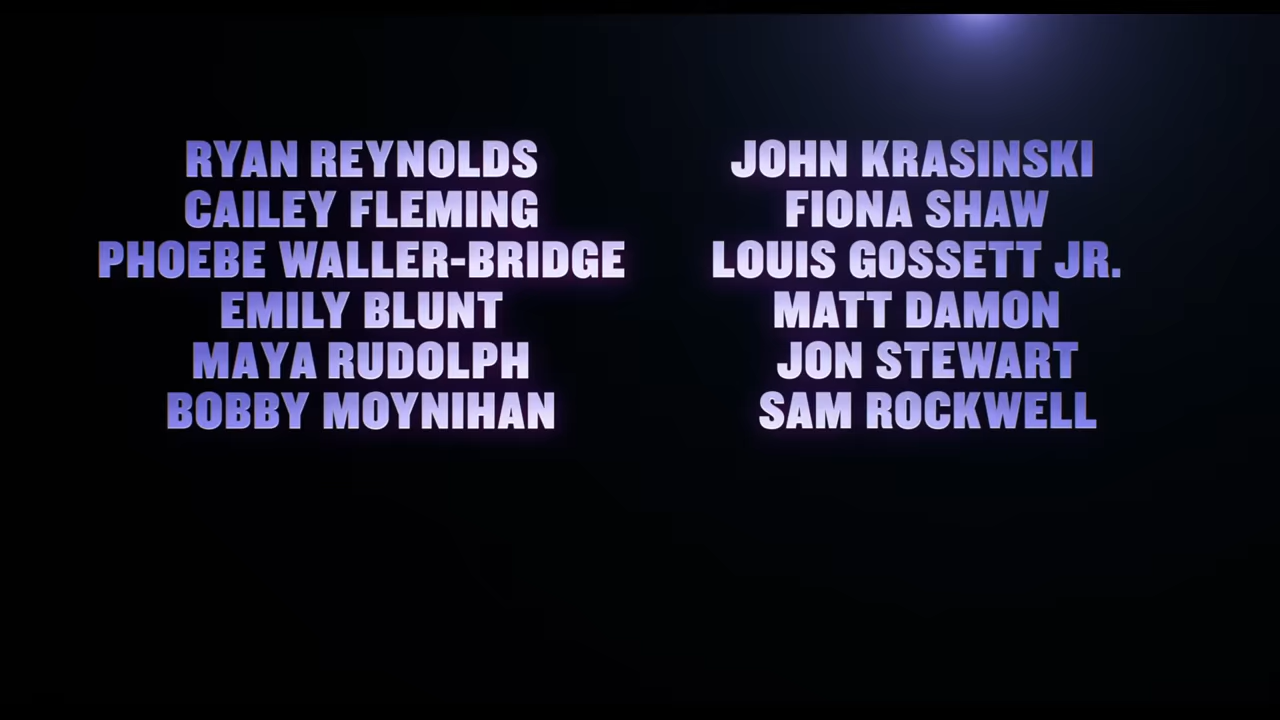 RYAN REYNOLDS
CAILEY FLEMING
PHOEBE WALLER-BRIDGE
EMILY BLUNT
MAYA RUDOLPH
BOBBY MOYNIHAN
JOHN KRASINSKI
FIONA SHAW
LOUIS GOSSETT JR.
MATT DAMON
JON STEWART
SAM ROCKWELL